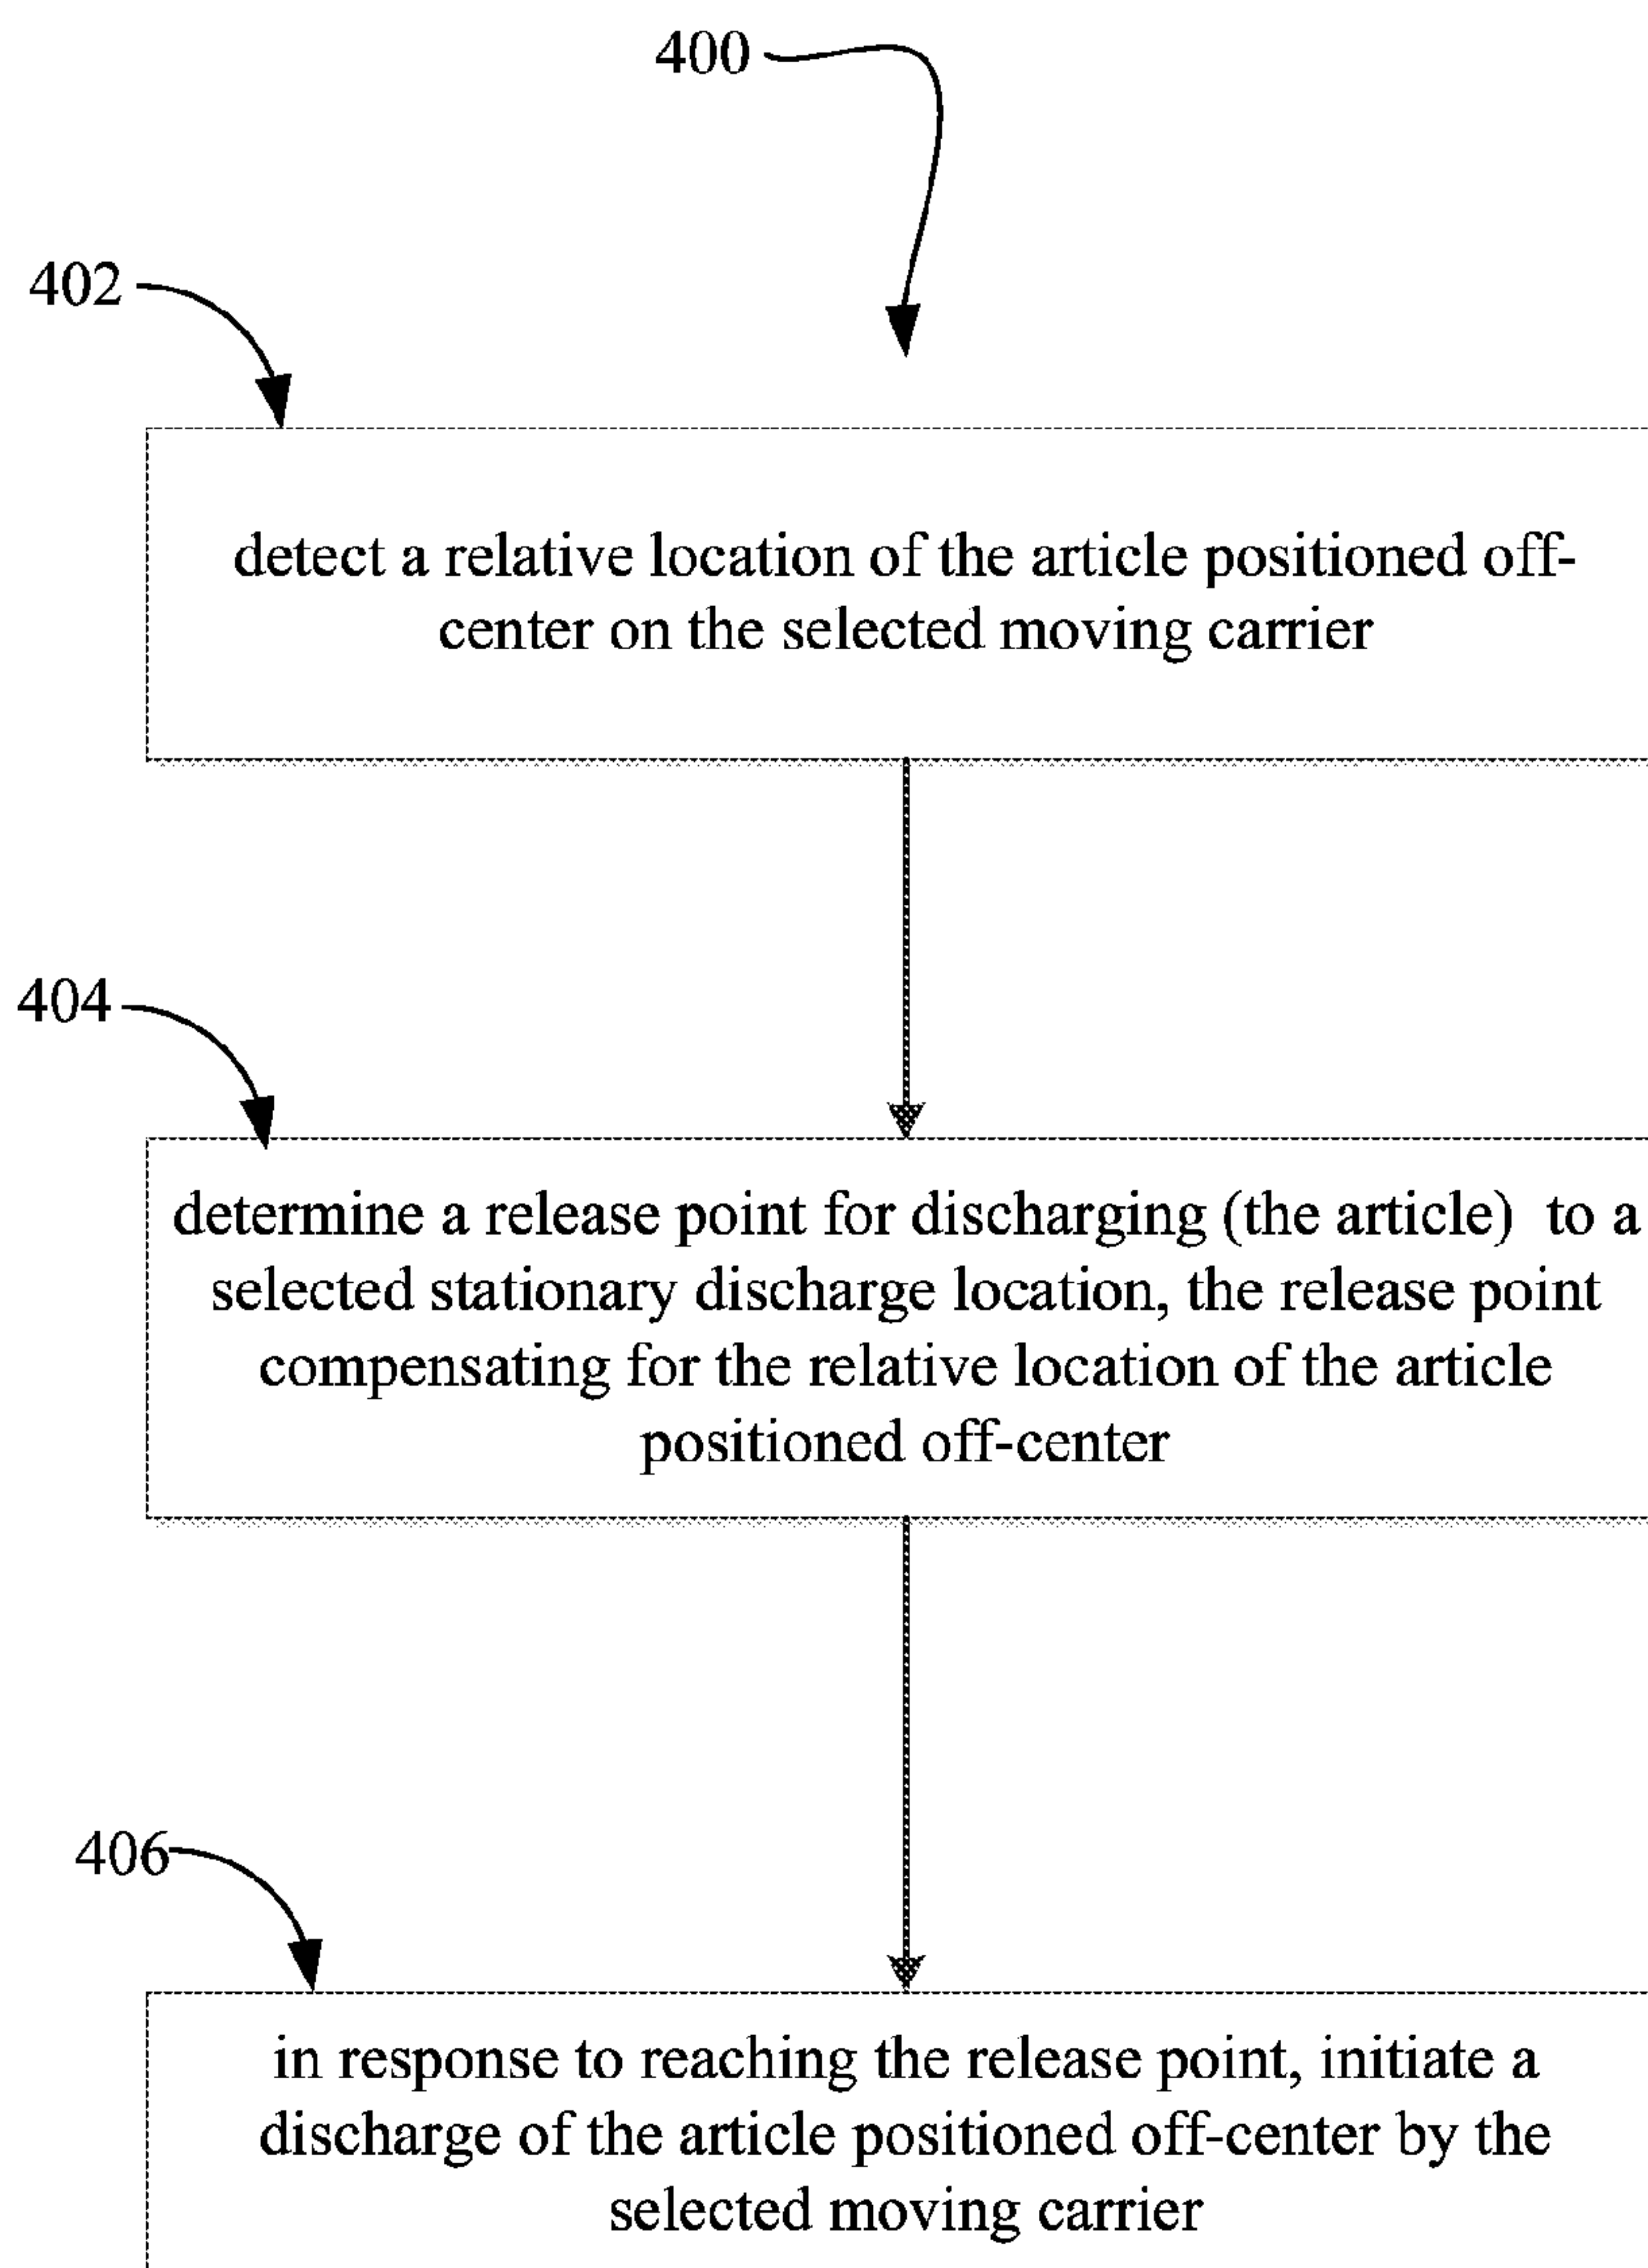 400
402
detect a relative location of the article positioned off-
center on the selected moving carrier
404
determine a release point for discharging (the article)  to a
selected stationary discharge location, the release point
compensating for the relative location of the article
positioned off-center
406
in response to reaching the release point, initiate a
discharge of the article positioned off-center by the
selected moving carrier